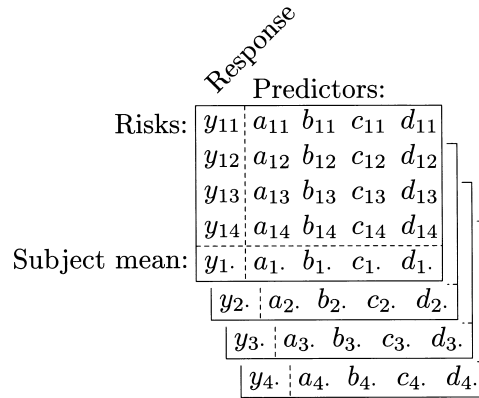 Response
Predictors:
Risks: y₁₁ a₁₁ b₁₁ c₁₁ d₁₁
y₁₂ a₁₂ b₁₂ c₁₂ d₁₂
y₁₃ a₁₃ b₁₃ c₁₃ d₁₃
y₁₄ a₁₄ b₁₄ c₁₄ d₁₄
Subject mean: y₁. a₁. b₁. c₁. d₁.
y₂. a₂. b₂. c₂. d₂.
y₃. a₃. b₃. c₃. d₃.
y₄. a₄. b₄. c₄. d₄.